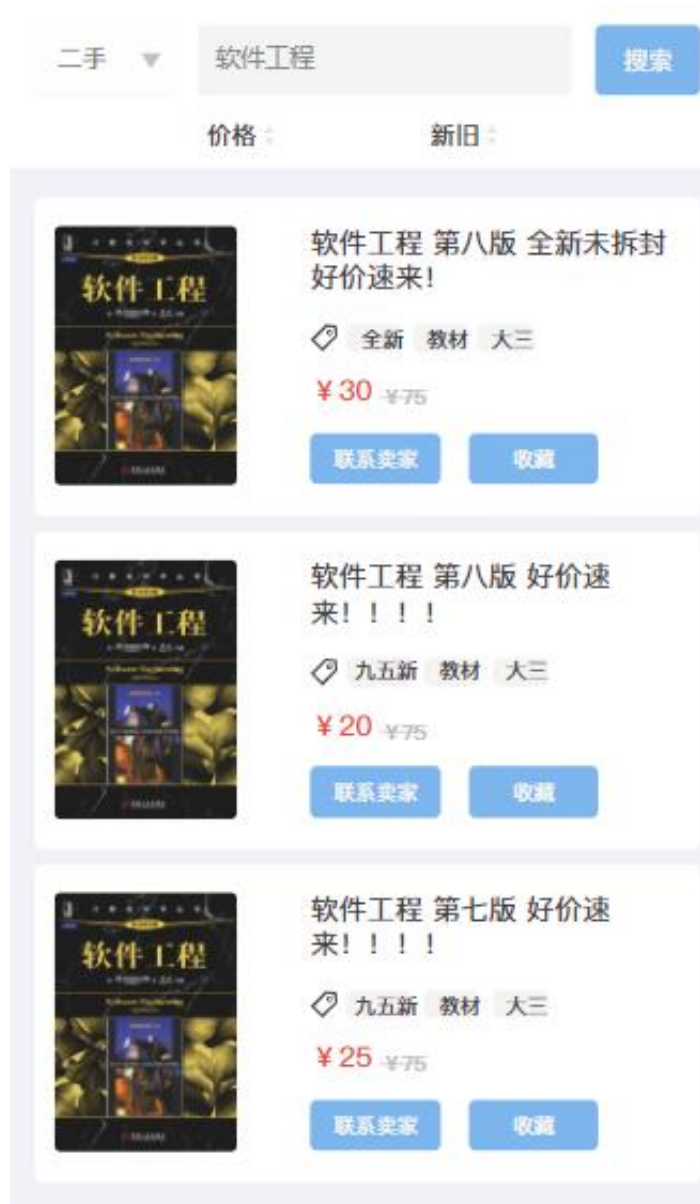 二手
软件工程
搜索
价格
新旧
软件工程
软件工程 第八版 全新未拆封
好价速来!
全新 教材 大三
￥30 ￥75
联系卖家 收藏
软件工程
软件工程 第八版 好价速
来!！！！
九五新 教材 大三
￥20 ￥75
联系卖家 收藏
软件工程
软件工程 第七版 好价速
来!！！！
九五新 教材 大三
￥25 ￥75
联系卖家 收藏